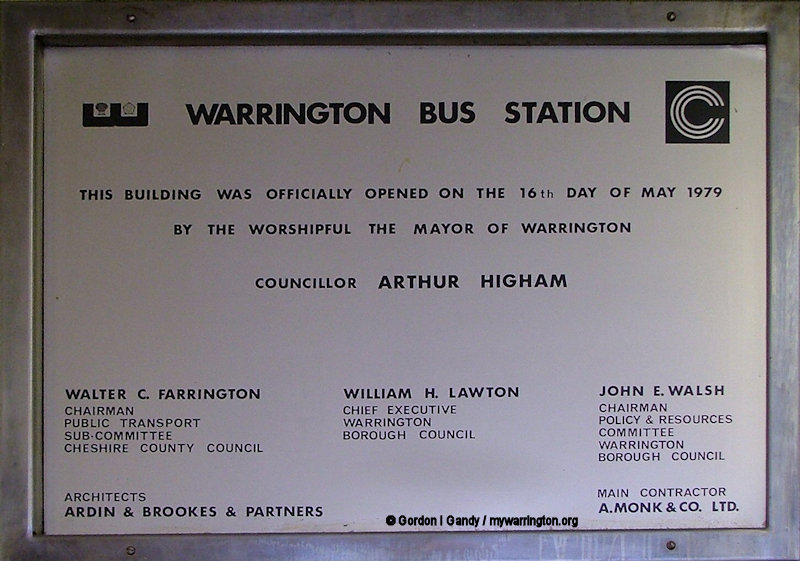 WARRINGTON BUS STATION
THIS BUILDING WAS OFFICIALLY OPENED ON THE 16th DAY OF MAY 1979
BY THE WORSHIPFUL THE MAYOR OF WARRINGTON
COUNCILLOR ARTHUR HIGHAM
WALTER C. FARRINGTON
CHAIRMAN
PUBLIC TRANSPORT
SUB-COMMITTEE
CHESHIRE COUNTY COUNCIL
WILLIAM H. LAWTON
CHIEF EXECUTIVE
WARRINGTON
BOROUGH COUNCIL
JOHN E. WALSH
CHAIRMAN
POLICY & RESOURCES
COMMITTEE
WARRINGTON
BOROUGH COUNCIL
ARCHITECTS
ARDIN & BROOKES & PARTNERS
MAIN CONTRACTOR
A. MONK & CO. LTD.
© Gordon I Gandy / mywarrington.org